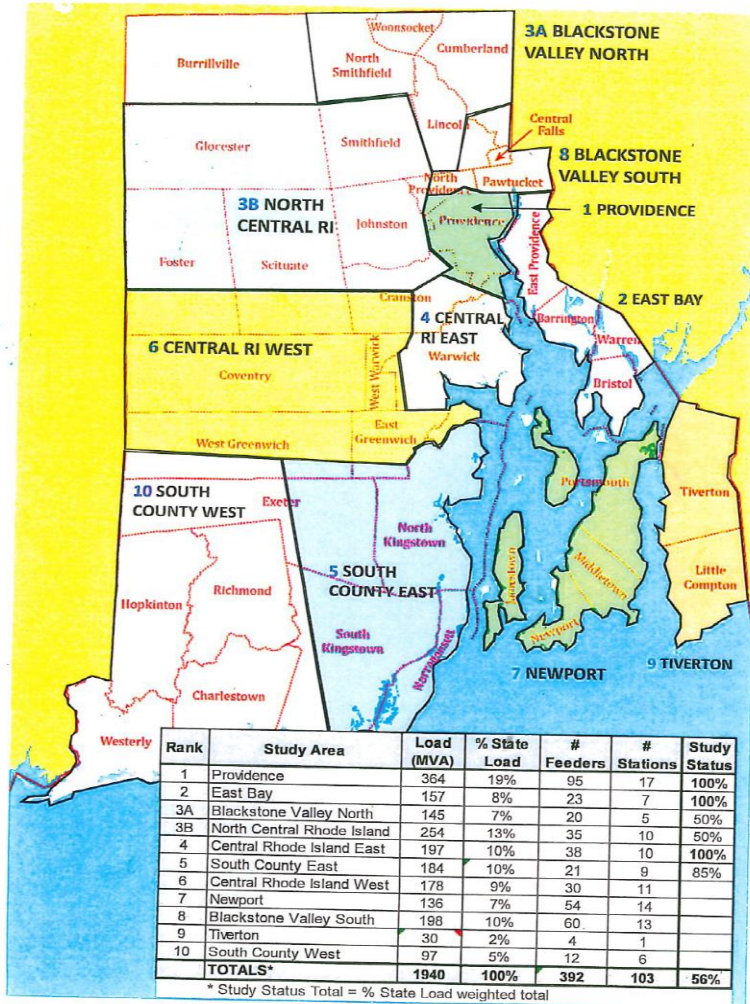 Woonsocket
3A BLACKSTONE
VALLEY NORTH
Burrillville
North
Smithfield
Cumberland
Lincoln
Central
Falls
Glocester
Smithfield
8 BLACKSTONE
VALLEY SOUTH
North
Providence
Pawtucket
3B NORTH
CENTRAL RI
Johnston
Providence
1 PROVIDENCE
Foster
Scituate
East Providence
Cranston
2 EAST BAY
4 CENTRAL
RI EAST
Barrington
Warren
6 CENTRAL RI WEST
Warwick
Coventry
West Warwick
Bristol
West Greenwich
East
Greenwich
10 SOUTH
COUNTY WEST
Exeter
Portsmouth
Tiverton
North
Kingstown
Middletown
Jamestown
Little
Compton
5 SOUTH
COUNTY EAST
Hopkinton
Richmond
South
Kingstown
Narragansett
Newport
7 NEWPORT
9 TIVERTON
Charlestown
Westerly
Rank Study Area Load (MVA) % State Load # Feeders # Stations Study Status
1 Providence 364 19% 95 17 100%
2 East Bay 157 8% 23 7 100%
3A Blackstone Valley North 145 7% 20 5 50%
3B North Central Rhode Island 254 13% 35 10 50%
4 Central Rhode Island East 197 10% 38 10 100%
5 South County East 184 10% 21 9 85%
6 Central Rhode Island West 178 9% 30 11
7 Newport 136 7% 54 14
8 Blackstone Valley South 198 10% 60 13
9 Tiverton 30 2% 4 1
10 South County West 97 5% 12 6
TOTALS* 1940 100% 392 103 56%
* Study Status Total = % State Load weighted total